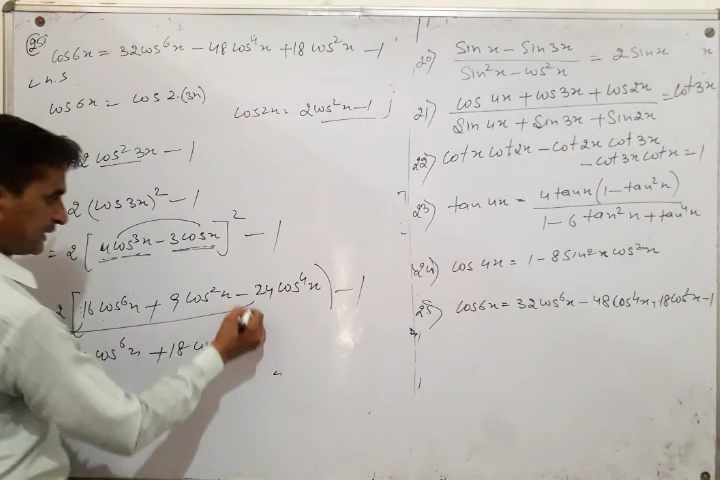 25) cos6x = 32cos⁶x − 48cos⁴x + 18cos²x − 1
L.H.S
cos6x = cos2·(3x)
cos2x = 2cos²x − 1
2cos²3x − 1
2(cos3x)² − 1
= 2[4cos³x − 3cosx]² − 1
2[16cos⁶x + 9cos²x − 24cos⁴x) − 1
cos⁶x + 18 cos
20) (Sinx − Sin3x)/(Sin²x − cos²x) = 2Sinx
x
21) (cos4x + cos3x + cos2x)/(Sin4x + Sin3x + Sin2x) = cot3x
22) cotx cot2x − cot2x cot3x
− cot3x cotx = 1
23) tan4x = 4tanx(1 − tan²x)/(1 − 6tan²x + tan⁴x)
24) cos4x = 1 − 8Sin²x cos²x
25) cos6x = 32cos⁶x − 48cos⁴x + 18cos²x − 1